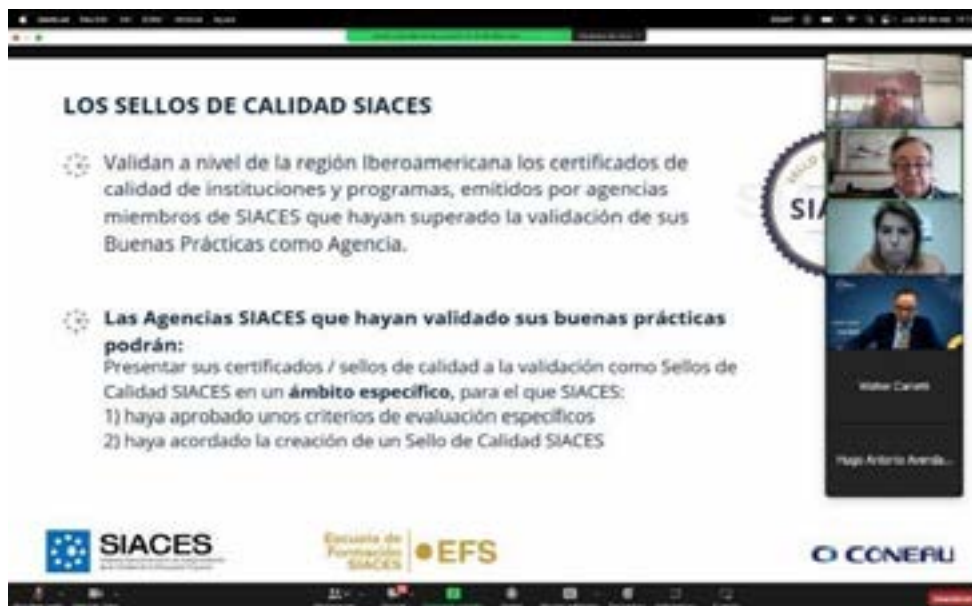 LOS SELLOS DE CALIDAD SIACES
Validan a nivel de la región Iberoamericana los certificados de
calidad de instituciones y programas, emitidos por agencias
miembros de SIACES que hayan superado la validación de sus
Buenas Prácticas como Agencia.
Las Agencias SIACES que hayan validado sus buenas prácticas
podrán:
Presentar sus certificados / sellos de calidad a la validación como Sellos de
Calidad SIACES en un ámbito específico, para el que SIACES:
1) haya aprobado unos criterios de evaluación específicos
2) haya acordado la creación de un Sello de Calidad SIACES
SELLO
SIA
Hugo Antonio
SIACES
Escuela de
Formación
SIACES
EFS
CONEAU